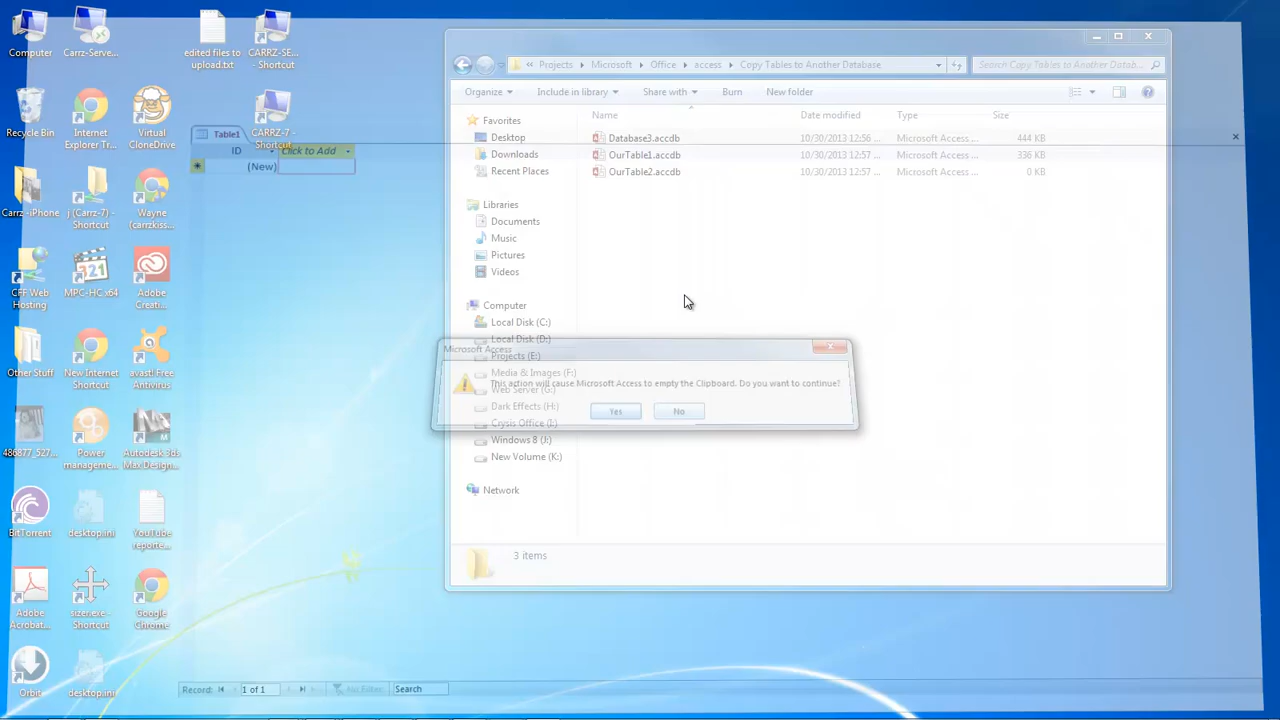 Computer
Carrz-Serve...
edited files to
upload.txt
CARRZ-SE...
- Shortcut
Recycle Bin
Internet
Explorer Tr...
Virtual
CloneDrive
CARRZ-7 -
Shortcut
Carrz -iPhone
j (Carrz-7) -
Shortcut
Wayne
(carrzkiss...
CFF Web
Hosting
MPC-HC x64
Adobe
Creati...
Other Stuff
New Internet
Shortcut
avast! Free
Antivirus
486877_527...
Power
manageme...
Autodesk 3ds
Max Design...
BitTorrent
desktop.ini
YouTube
reporte...
Adobe
Acrobat...
sizer.exe -
Shortcut
Google
Chrome
Orbit
desktop.ini
Table1
ID
Click to Add
(New)
Record:
1 of 1
No Filter
Search
Projects
Microsoft
Office
access
Copy Tables to Another Database
Search Copy Tables to Another Datab...
Organize
Include in library
Share with
Burn
New folder
Favorites
Desktop
Downloads
Recent Places
Libraries
Documents
Music
Pictures
Videos
Computer
Local Disk (C:)
Local Disk (D:)
Projects (E:)
Media & Images (F:)
Web Server (G:)
Dark Effects (H:)
Crysis Office (I:)
Windows 8 (J:)
New Volume (K:)
Network
Name
Date modified
Type
Size
Database3.accdb
10/30/2013 12:56 ...
Microsoft Access ...
444 KB
OurTable1.accdb
10/30/2013 12:57 ...
Microsoft Access ...
336 KB
OurTable2.accdb
10/30/2013 12:57 ...
Microsoft Access ...
0 KB
Microsoft Access
This action will cause Microsoft Access to empty the Clipboard. Do you want to continue?
Yes
No
3 items